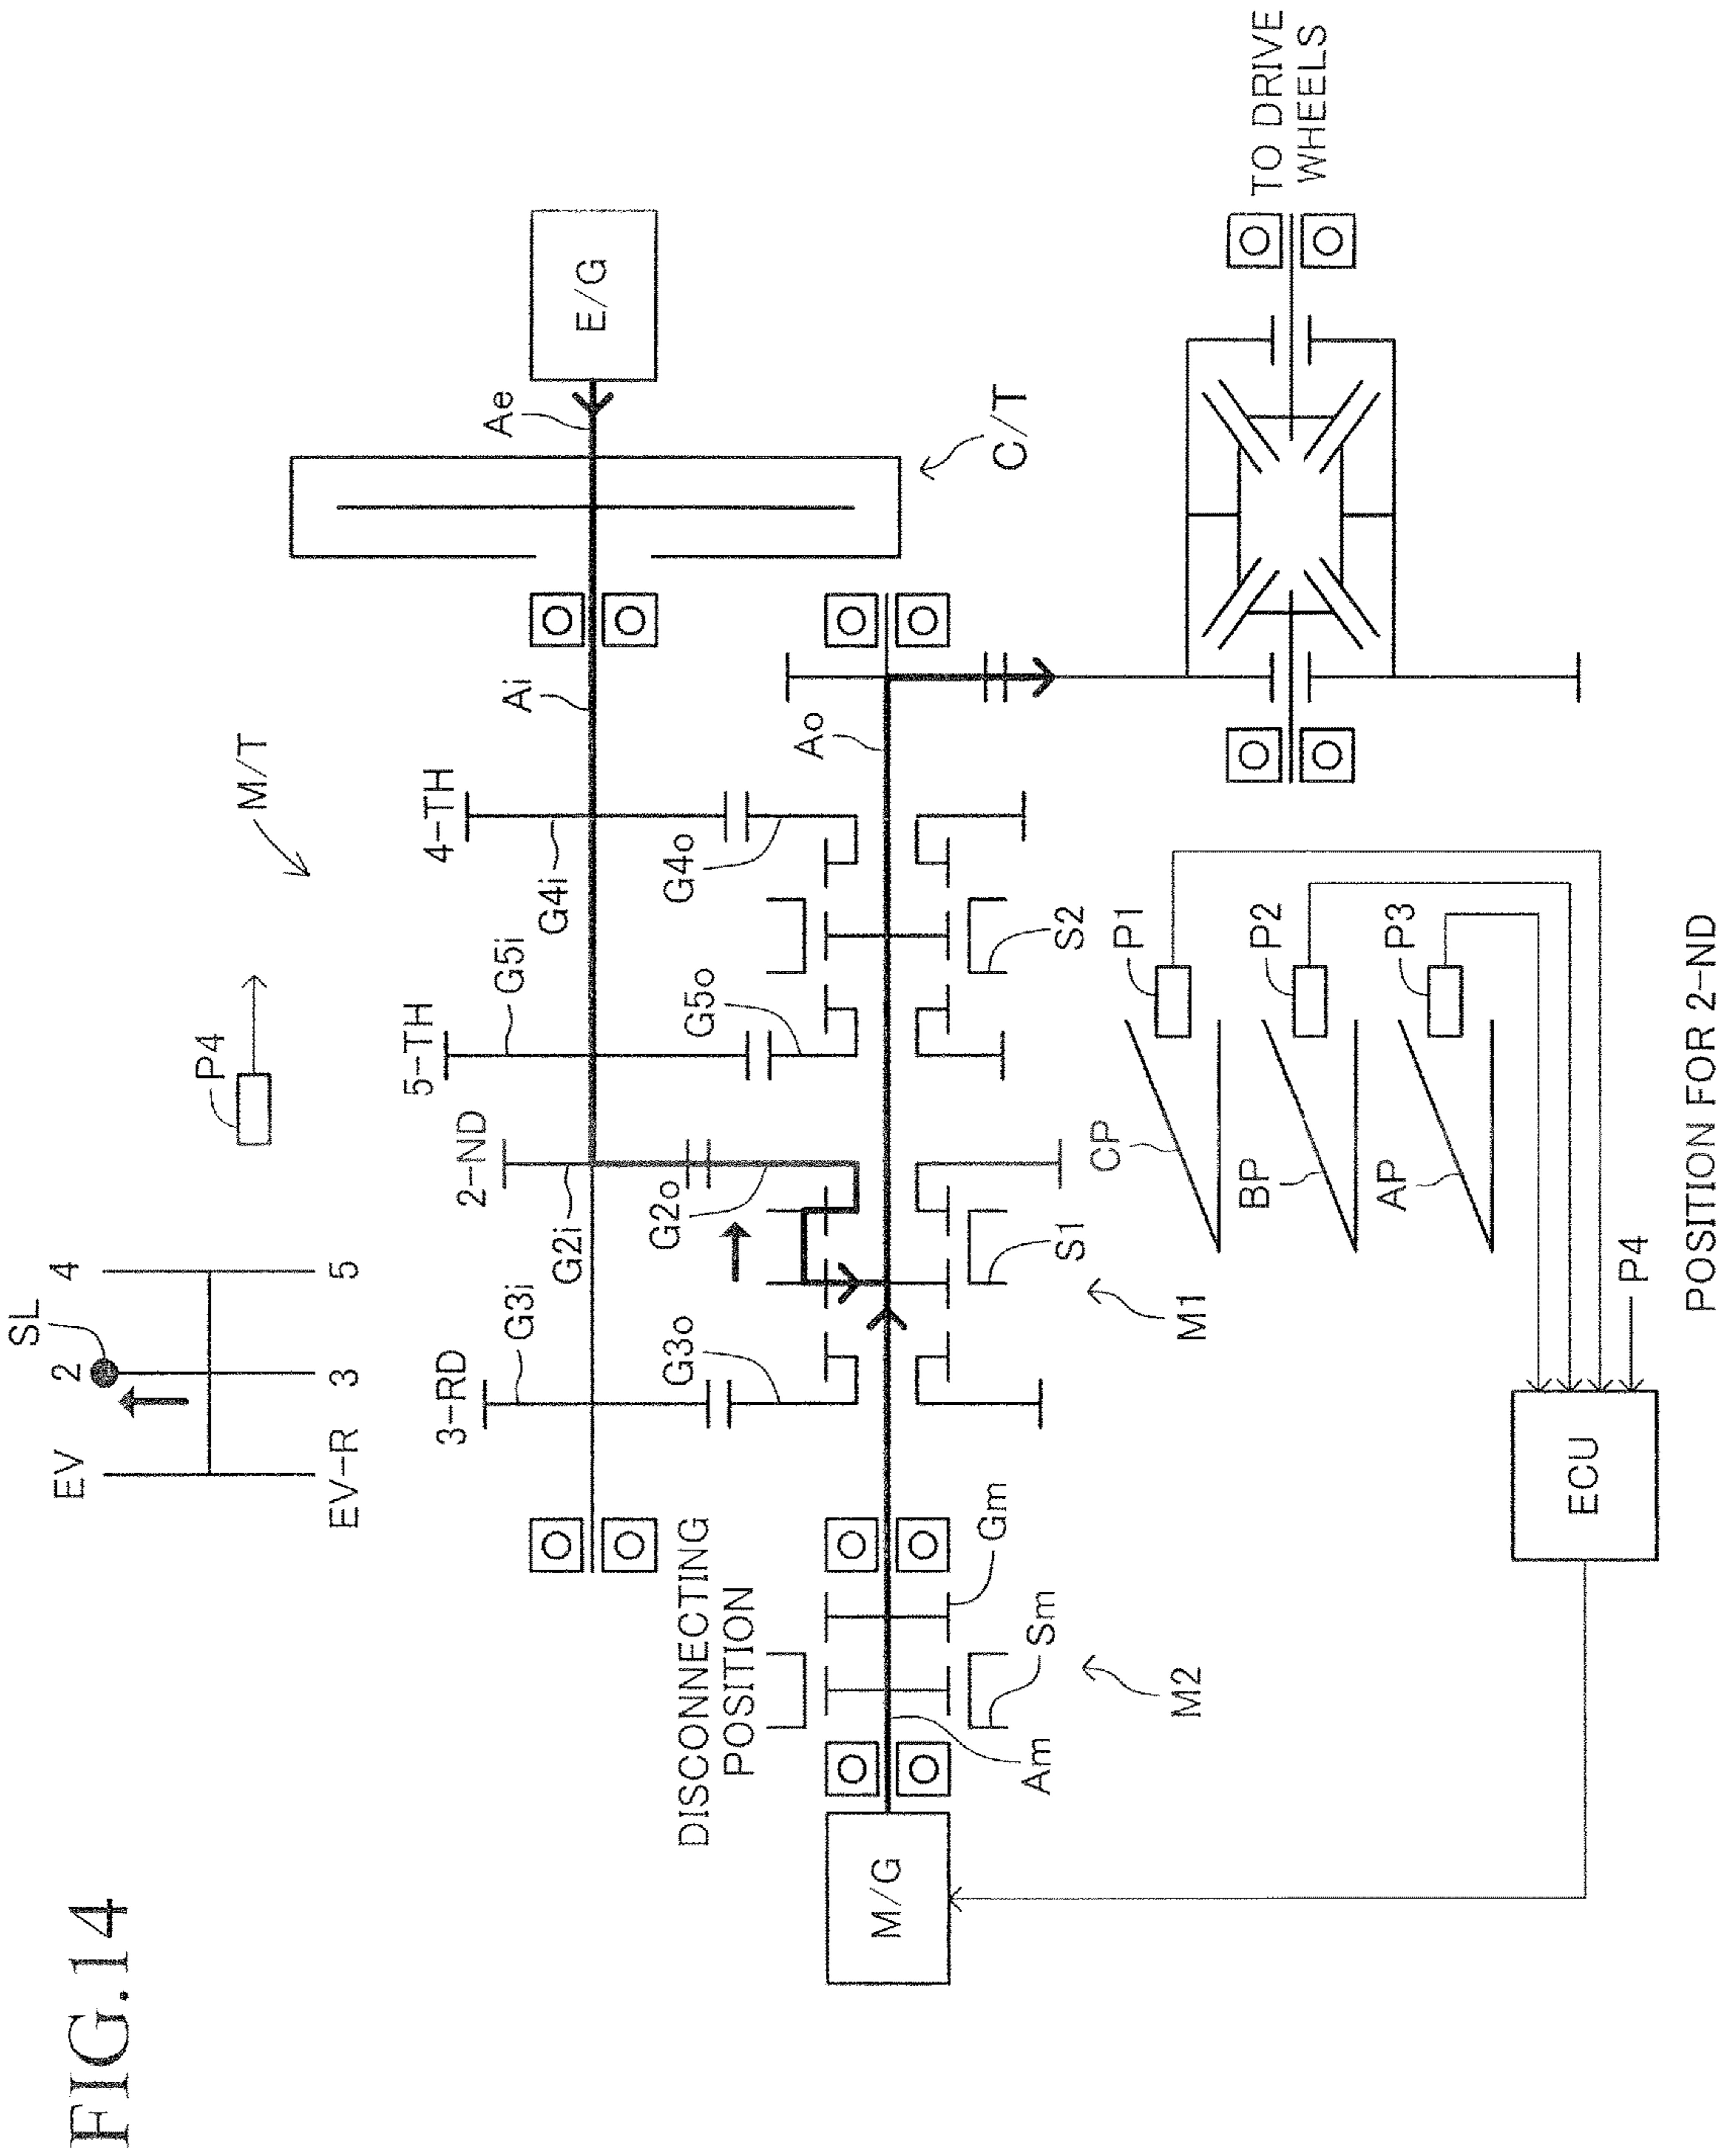 FIG.14
EV
2
SL
4
EV-R
3
5
P4
M/T
3-RD
2-ND
5-TH
4-TH
G3i
G2i
G5i
G4i
Ai
Ae
E/G
G3o
G2o
G5o
G4o
Ao
C/T
DISCONNECTING
POSITION
M/G
Am
Sm
Gm
M2
S1
M1
S2
TO DRIVE
WHEELS
CP
P1
BP
P2
AP
P3
ECU
P4
POSITION FOR 2-ND